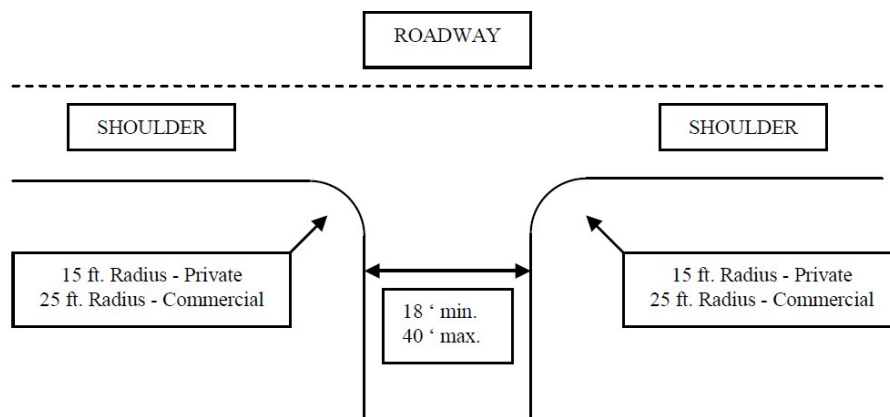 ROADWAY
SHOULDER
SHOULDER
15 ft. Radius - Private
25 ft. Radius - Commercial
18 ‘ min.
40 ‘ max.
15 ft. Radius - Private
25 ft. Radius - Commercial